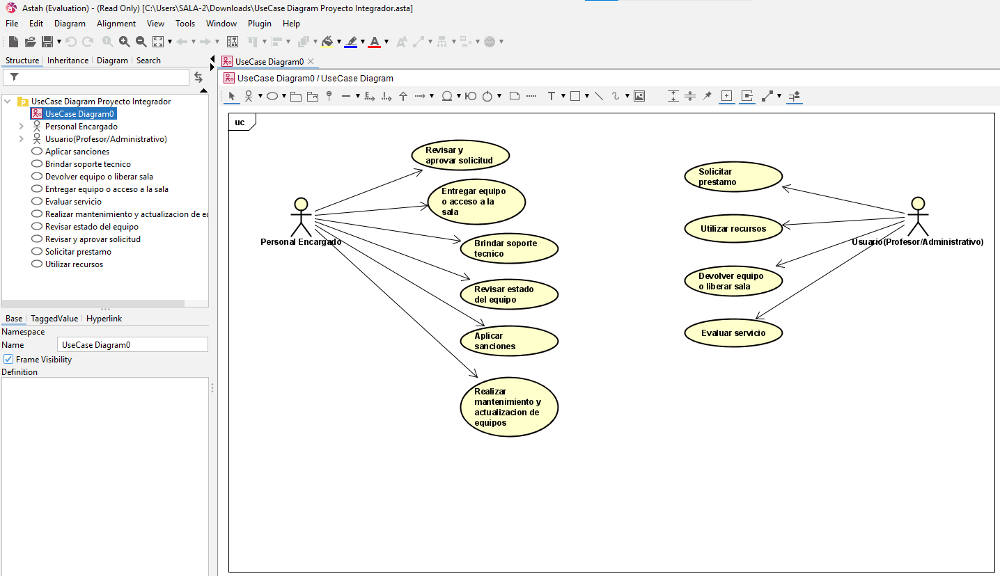 Astah (Evaluation) - (Read Only) [C:\Users\SALA-2\Downloads\UseCase Diagram Proyecto Integrador.asta]
File Edit Diagram Alignment View Tools Window Plugin Help
Structure Inheritance Diagram Search
UseCase Diagram Proyecto Integrador
UseCase Diagram0
Personal Encargado
Usuario(Profesor/Administrativo)
Aplicar sanciones
Brindar soporte tecnico
Devolver equipo o liberar sala
Entregar equipo o acceso a la sala
Evaluar servicio
Realizar mantenimiento y actualizacion de e
Revisar estado del equipo
Revisar y aprovar solicitud
Solicitar prestamo
Utilizar recursos
Base TaggedValue Hyperlink
Namespace
Name UseCase Diagram0
Frame Visibility
Definition
UseCase Diagram0
UseCase Diagram0 / UseCase Diagram
uc
Personal Encargado
Revisar y
aprovar solicitud
Entregar equipo
o acceso a la
sala
Brindar soporte
tecnico
Revisar estado
del equipo
Aplicar
sanciones
Realizar
mantenimiento y
actualizacion de
equipos
Solicitar
prestamo
Utilizar recursos
Devolver equipo
o liberar sala
Evaluar servicio
Usuario(Profesor/Administrativo)